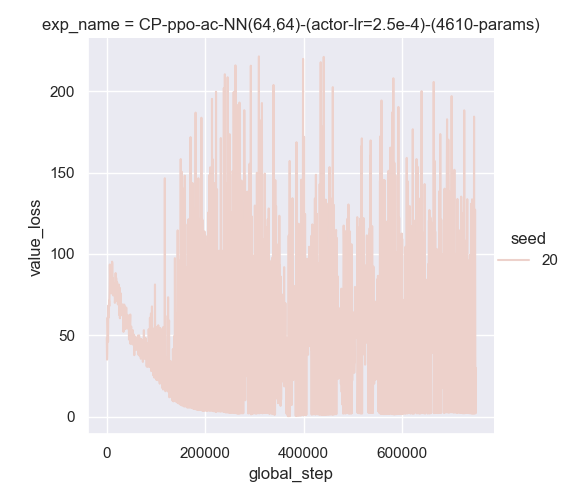 exp_name = CP-ppo-ac-NN(64,64)-(actor-lr=2.5e-4)-(4610-params)
value_loss
200
150
100
50
0
0
200000
400000
600000
global_step
seed
20